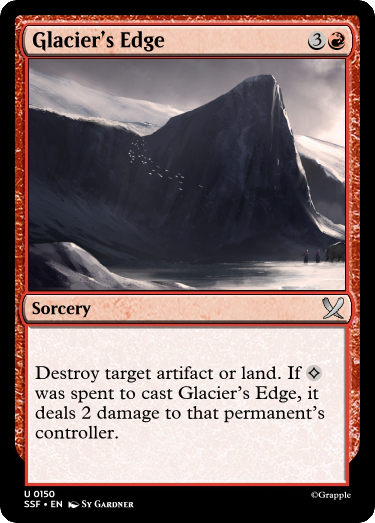 Glacier's Edge 3
Sorcery
Destroy target artifact or land. If
was spent to cast Glacier's Edge, it
deals 2 damage to that permanent's
controller.
U 0150
SSF • EN Sy Gardner
©Grapple